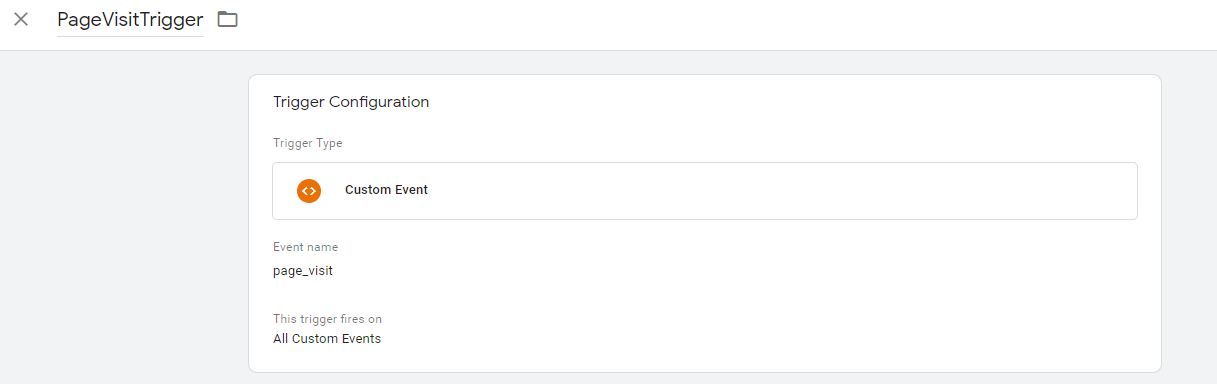 PageVisitTrigger
Trigger Configuration
Trigger Type
Custom Event
Event name
page_visit
This trigger fires on
All Custom Events